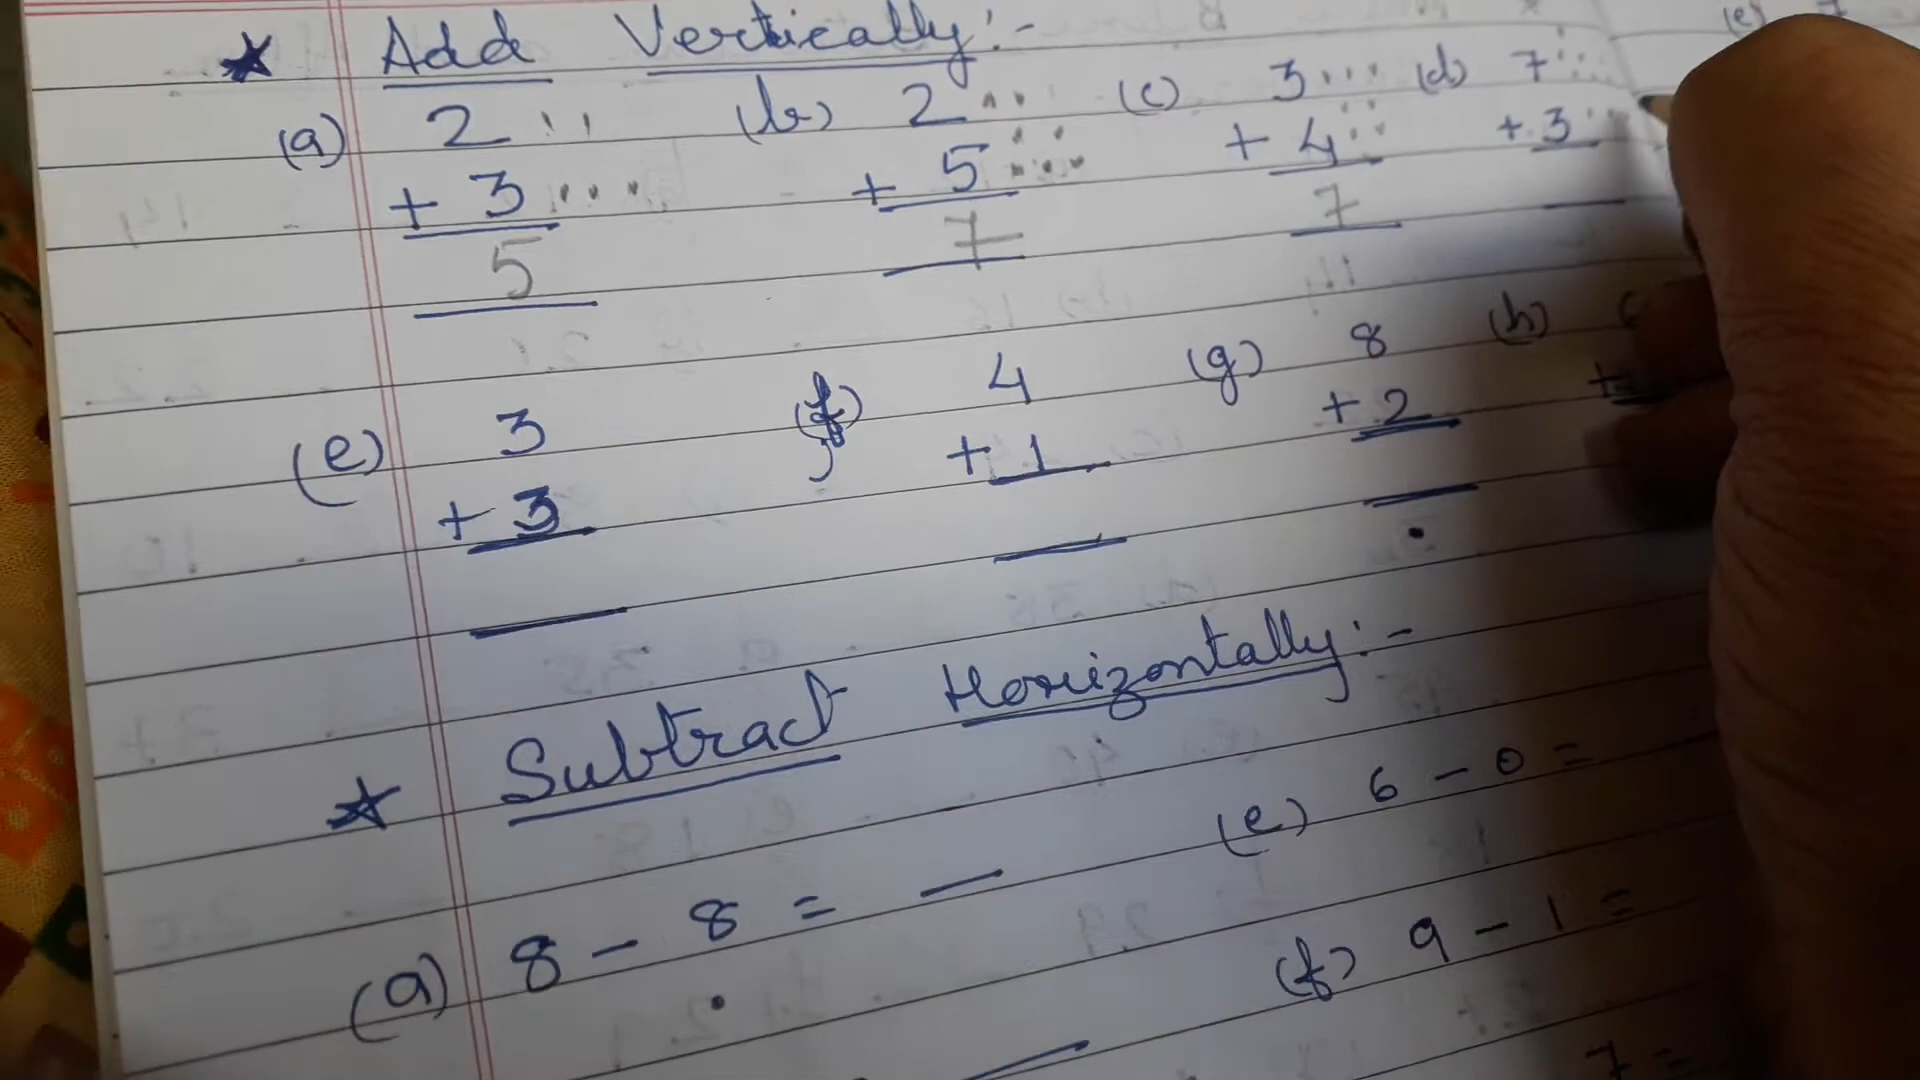 Add Vertically:-
(a) 2 (b) 2 (c) 3 (d) 7
+ 3 + 5 + 4 + 3
5 7 7
(e) 3 (f) 4 (g) 8 (h)
+ 3 + 1 + 2 +
Subtract Horizontally:-
(a) 8 - 8 = (e) 6 - 0 =
(f) 9 - 1 =
7 =